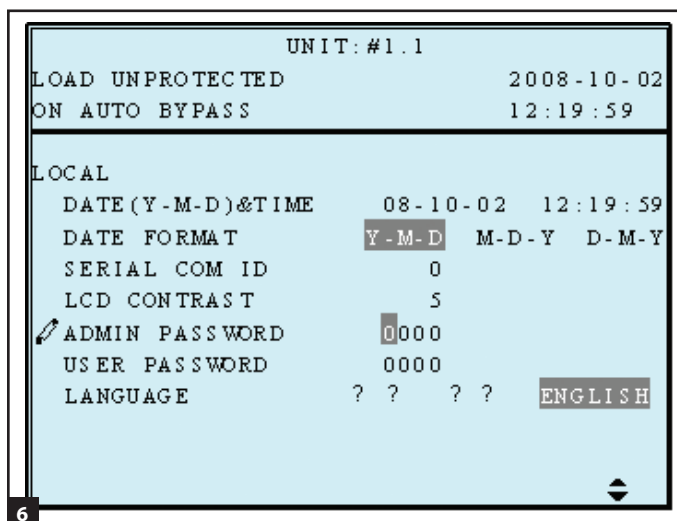 UNIT:#1.1
LOAD UNPROTECTED 2008-10-02
ON AUTO BYPASS 12:19:59
LOCAL
DATE(Y-M-D)&TIME 08-10-02 12:19:59
DATE FORMAT Y-M-D M-D-Y D-M-Y
SERIAL COM ID 0
LCD CONTRAST 5
ADMIN PASSWORD 0000
USER PASSWORD 0000
LANGUAGE ? ? ? ? ENGLISH
6